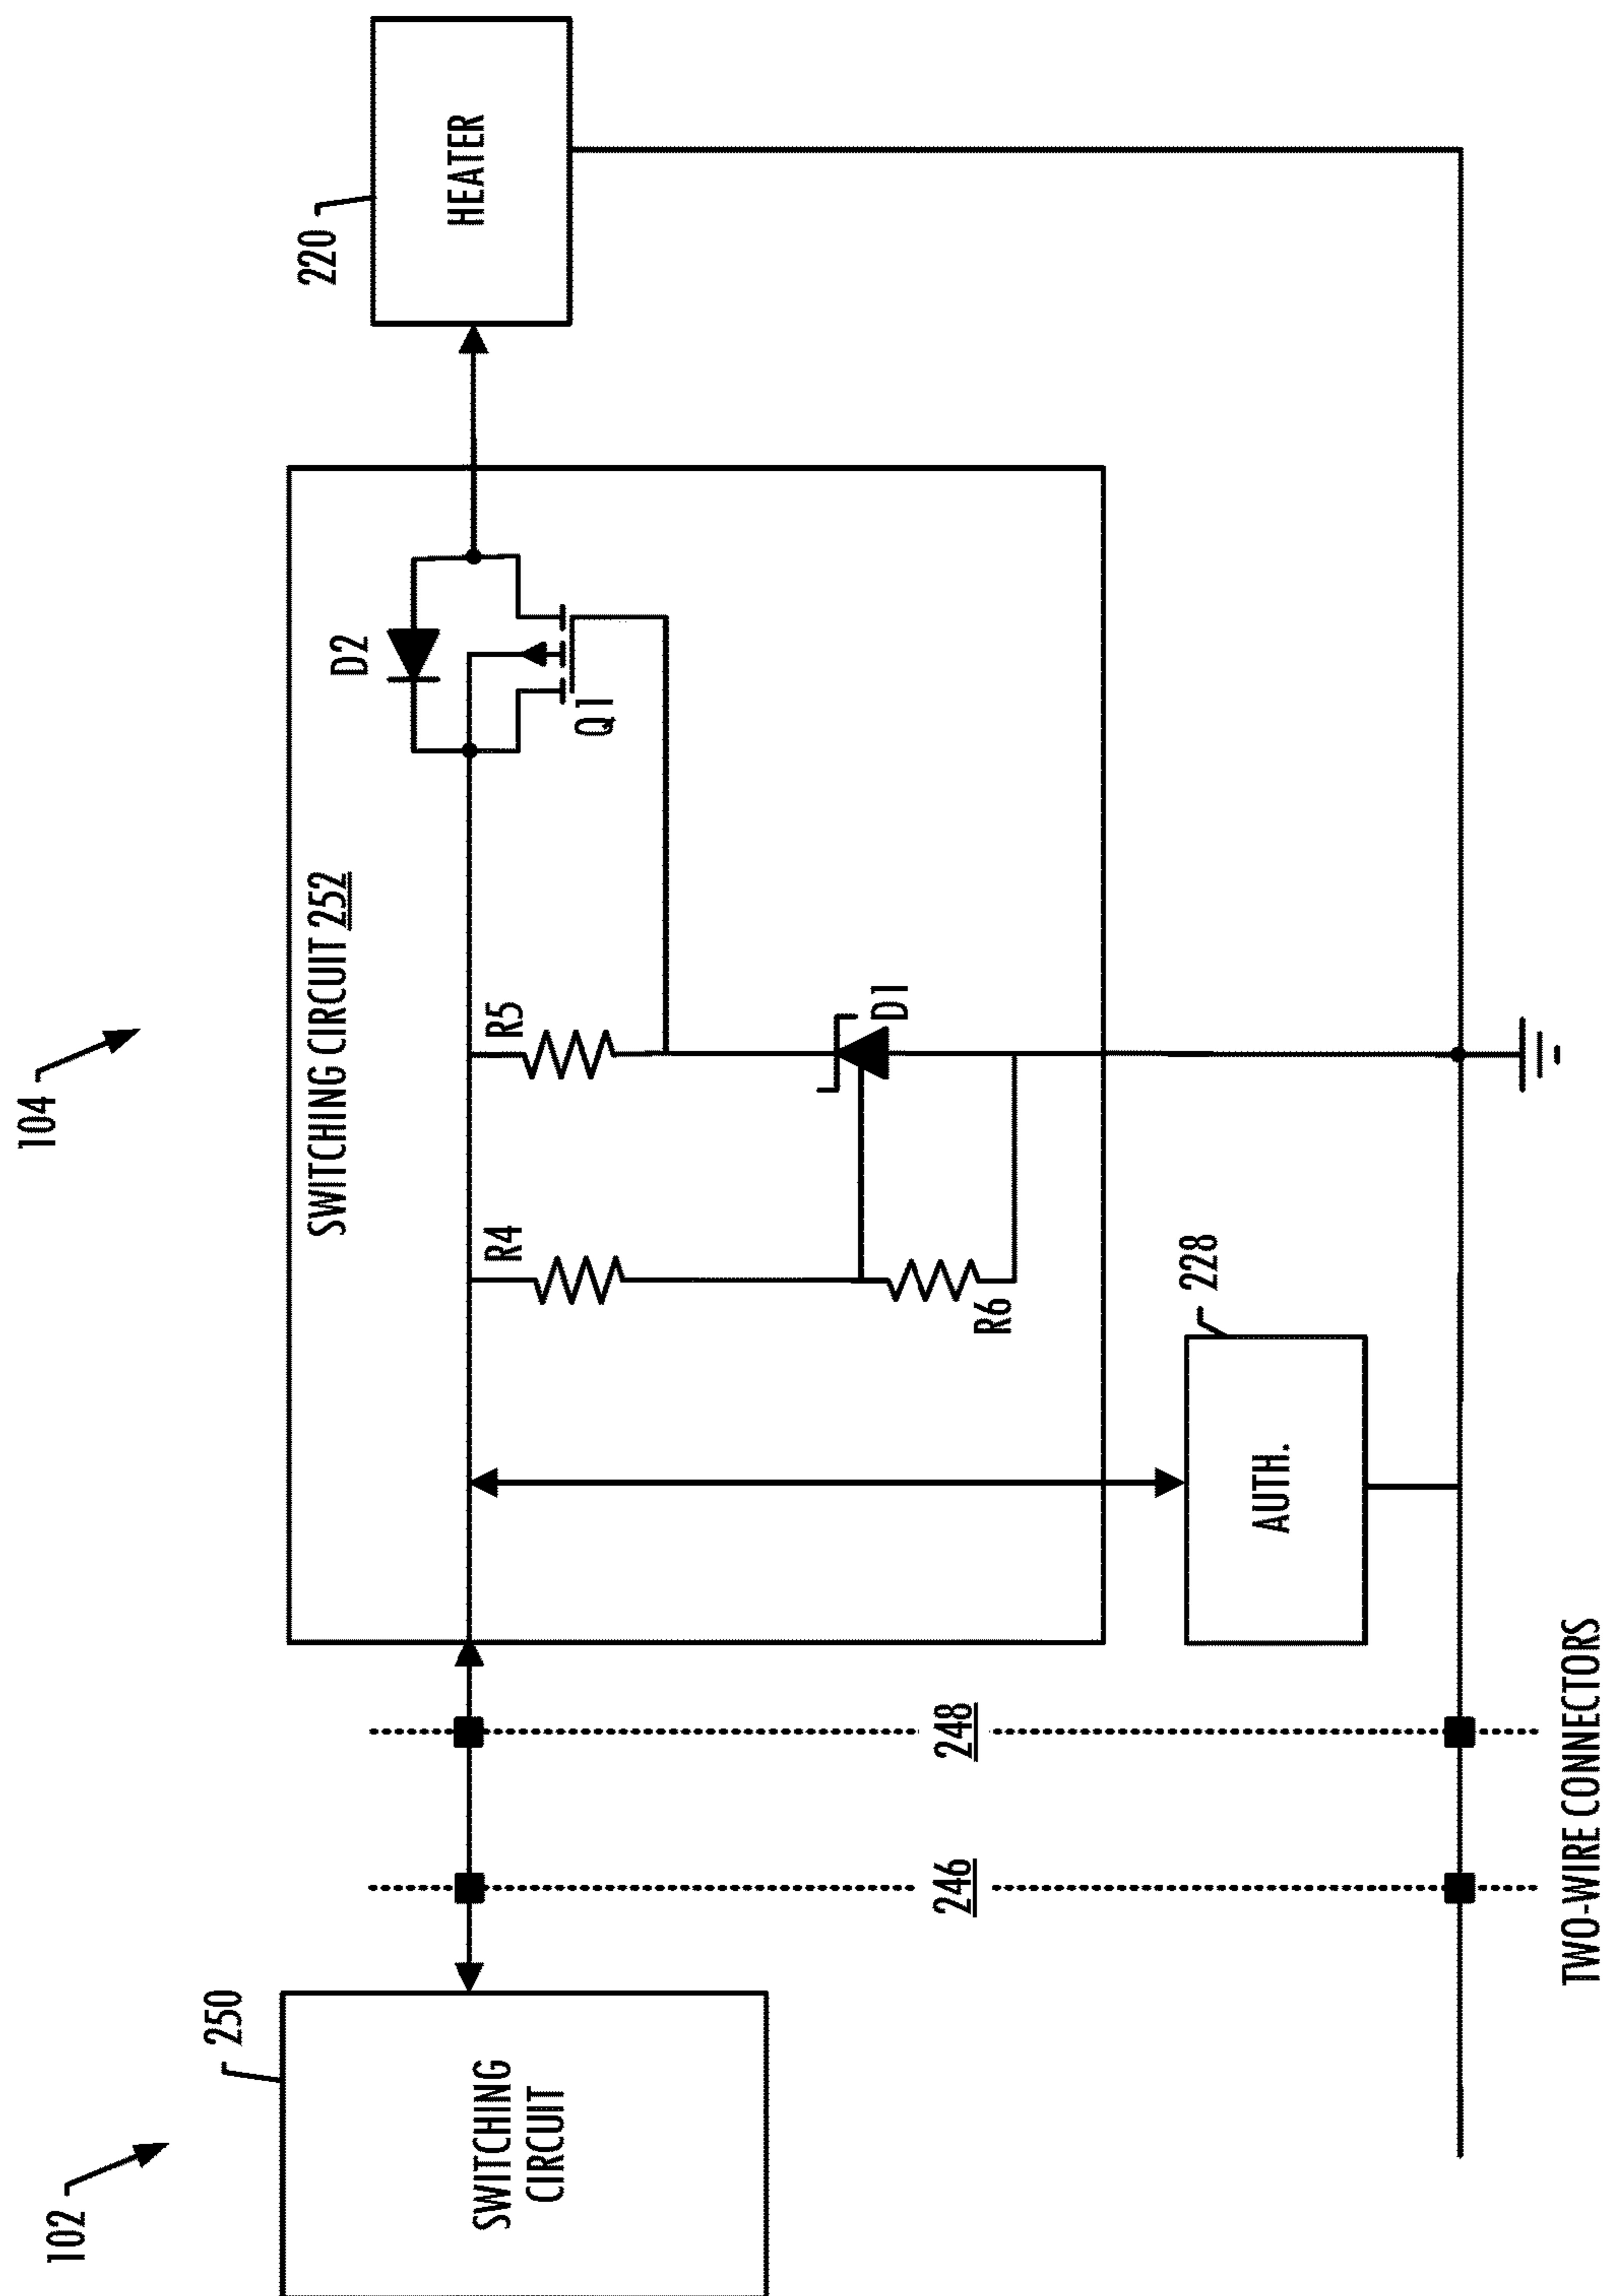 104
102
250
SWITCHING
CIRCUIT
246
248
TWO-WIRE CONNECTORS
SWITCHING CIRCUIT 252
R4
R5
R6
D1
D2
Q1
AUTH.
228
HEATER
220